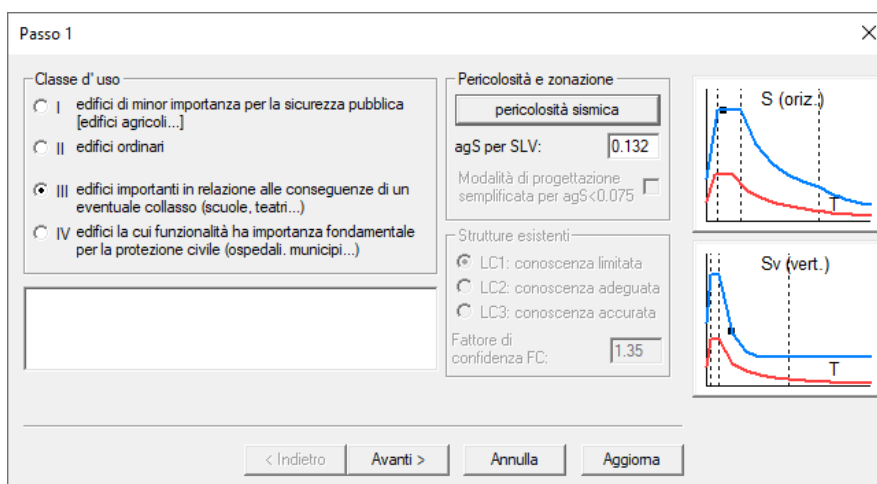 Passo 1
Classe d' uso
I edifici di minor importanza per la sicurezza pubblica
[edifici agricoli...]
II edifici ordinari
III edifici importanti in relazione alle conseguenze di un
eventuale collasso (scuole, teatri...)
IV edifici la cui funzionalità ha importanza fondamentale
per la protezione civile (ospedali. municipi...)
Pericolosità e zonazione
pericolosità sismica
agS per SLV: 0.132
Modalità di progettazione
semplificata per agS<0.075
Strutture esistenti
LC1: conoscenza limitata
LC2: conoscenza adeguata
LC3: conoscenza accurata
Fattore di
confidenza FC: 1.35
S (oriz.)
T
Sv (vert.)
T
< Indietro
Avanti >
Annulla
Aggiorna